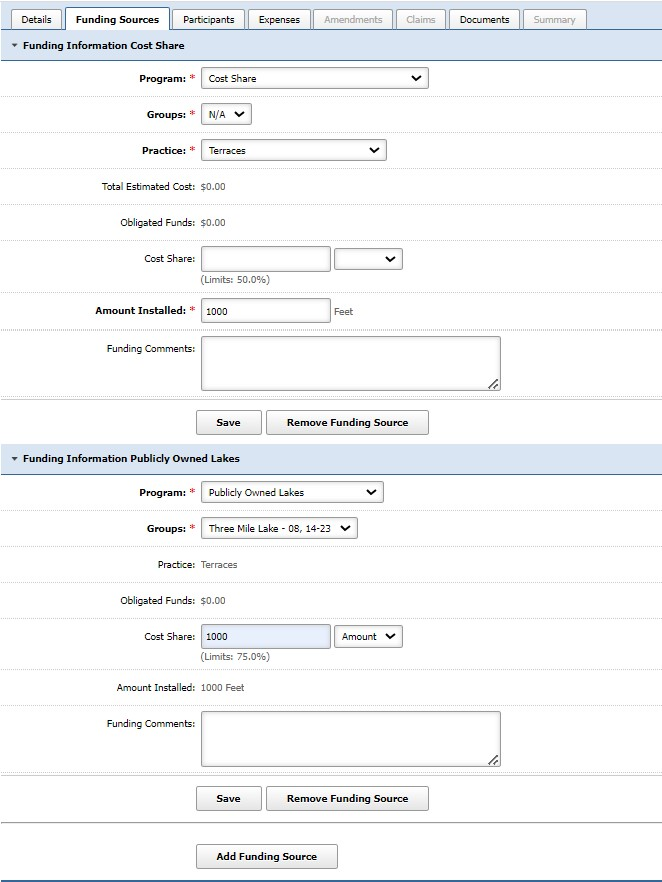 Details Funding Sources Participants Expenses Amendments Claims Documents Summary
Funding Information Cost Share
Program: * Cost Share
Groups: * N/A
Practice: * Terraces
Total Estimated Cost: $0.00
Obligated Funds: $0.00
Cost Share:
(Limits: 50.0%)
Amount Installed: * 1000 Feet
Funding Comments:
Save Remove Funding Source
Funding Information Publicly Owned Lakes
Program: * Publicly Owned Lakes
Groups: * Three Mile Lake - 08, 14-23
Practice: Terraces
Obligated Funds: $0.00
Cost Share: 1000 Amount
(Limits: 75.0%)
Amount Installed: 1000 Feet
Funding Comments:
Save Remove Funding Source
Add Funding Source